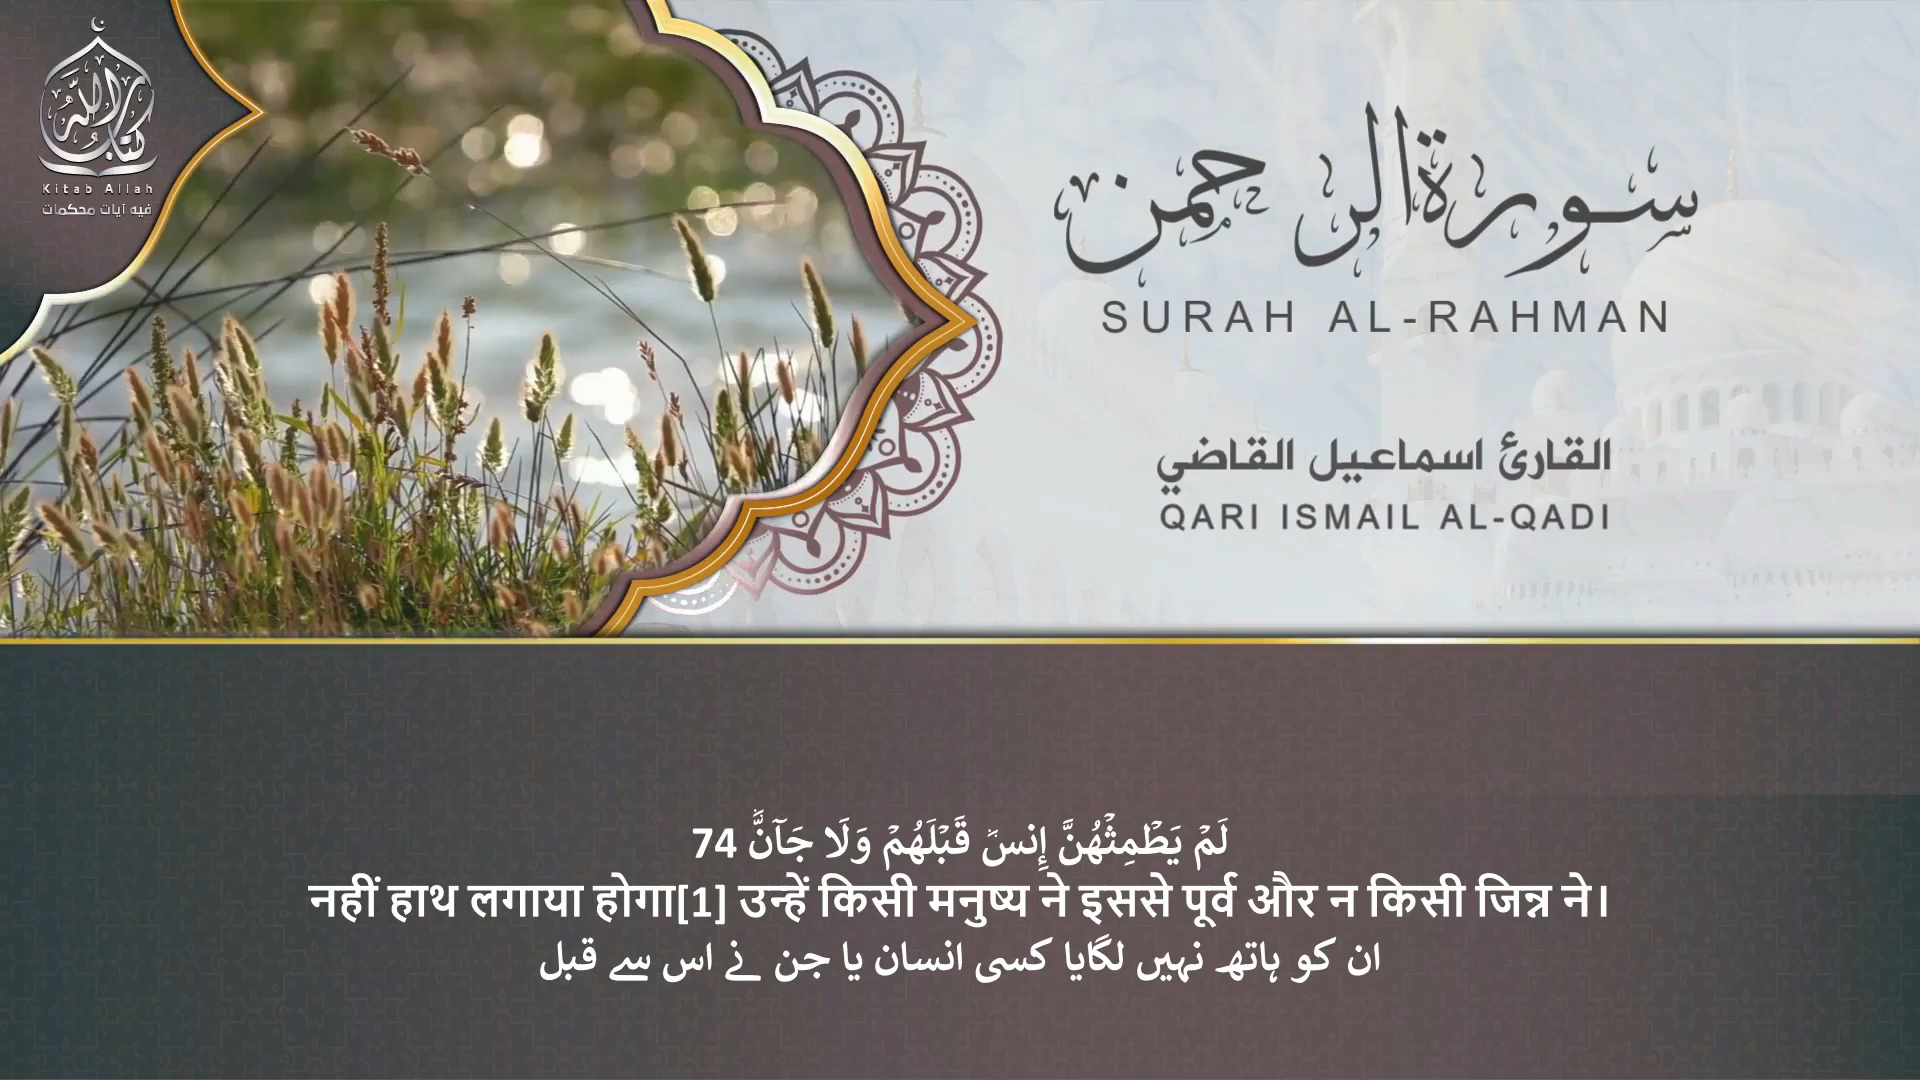 كتاب الله
Kitab Allah
فيه آيات محكمات
سورة الرحمن
SURAH AL-RAHMAN
القارئ اسماعيل القاضي
QARI ISMAIL AL-QADI
لَمْ يَطْمِثْهُنَّ إِنسٌ قَبْلَهُمْ وَلَا جَآنٌّ 74
नहीं हाथ लगाया होगा[1] उन्हें किसी मनुष्य ने इससे पूर्व और न किसी जिन्न ने।
ان کو ہاتھ نہیں لگایا کسی انسان یا جن نے اس سے قبل